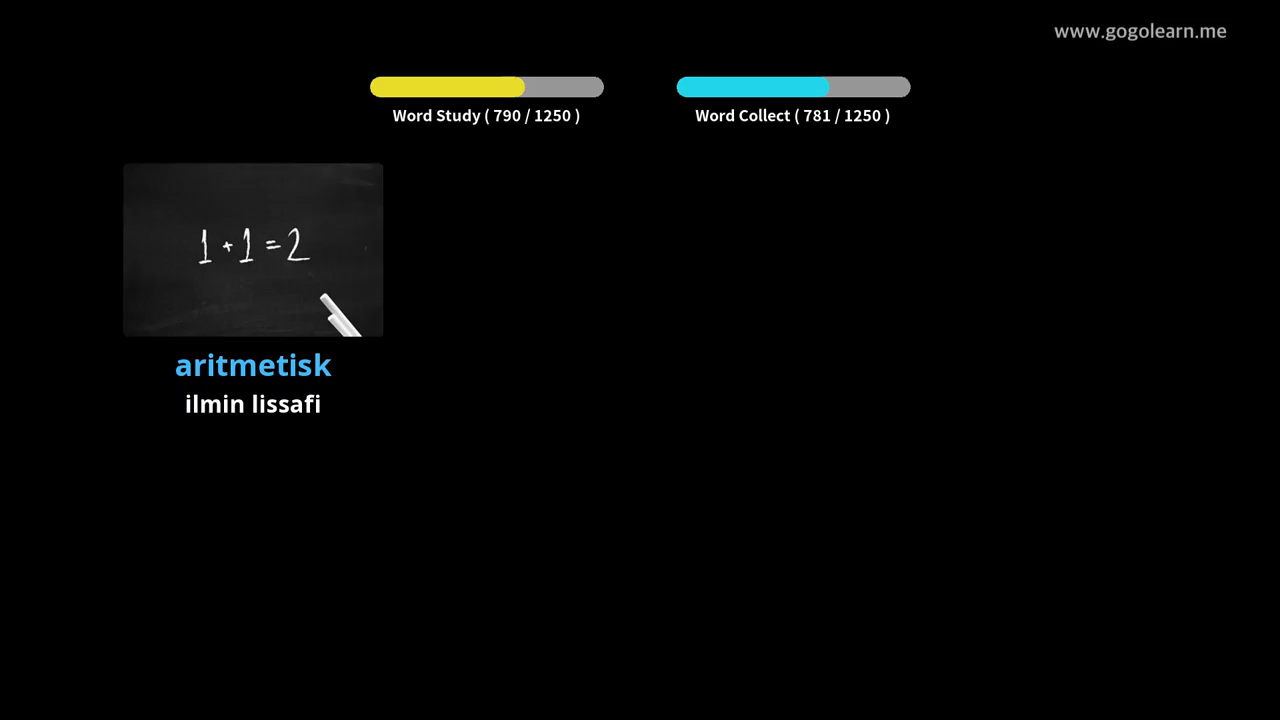 www.gogolearn.me
Word Study ( 790 / 1250 )
Word Collect ( 781 / 1250 )
1 + 1 = 2
aritmetisk
ilmin lissafi